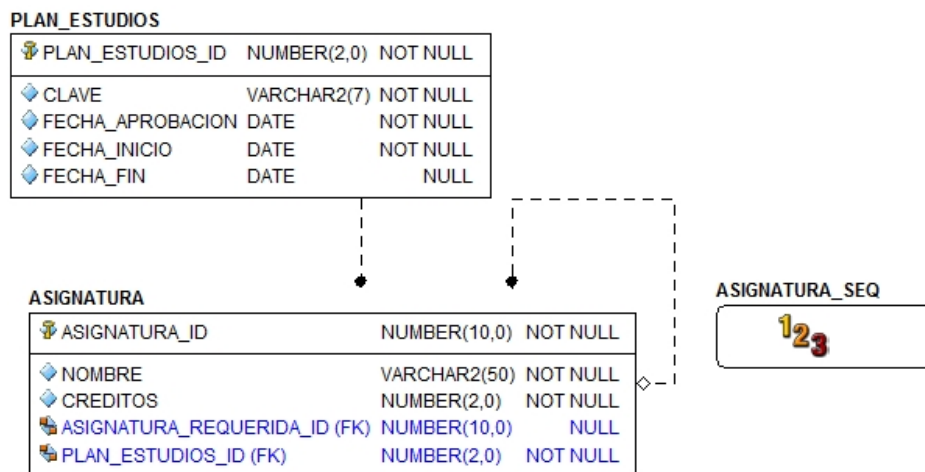 PLAN_ESTUDIOS
PLAN_ESTUDIOS_ID NUMBER(2,0) NOT NULL
CLAVE VARCHAR2(7) NOT NULL
FECHA_APROBACION DATE NOT NULL
FECHA_INICIO DATE NOT NULL
FECHA_FIN DATE NULL
ASIGNATURA
ASIGNATURA_ID NUMBER(10,0) NOT NULL
NOMBRE VARCHAR2(50) NOT NULL
CREDITOS NUMBER(2,0) NOT NULL
ASIGNATURA_REQUERIDA_ID (FK) NUMBER(10,0) NULL
PLAN_ESTUDIOS_ID (FK) NUMBER(2,0) NOT NULL
ASIGNATURA_SEQ
123